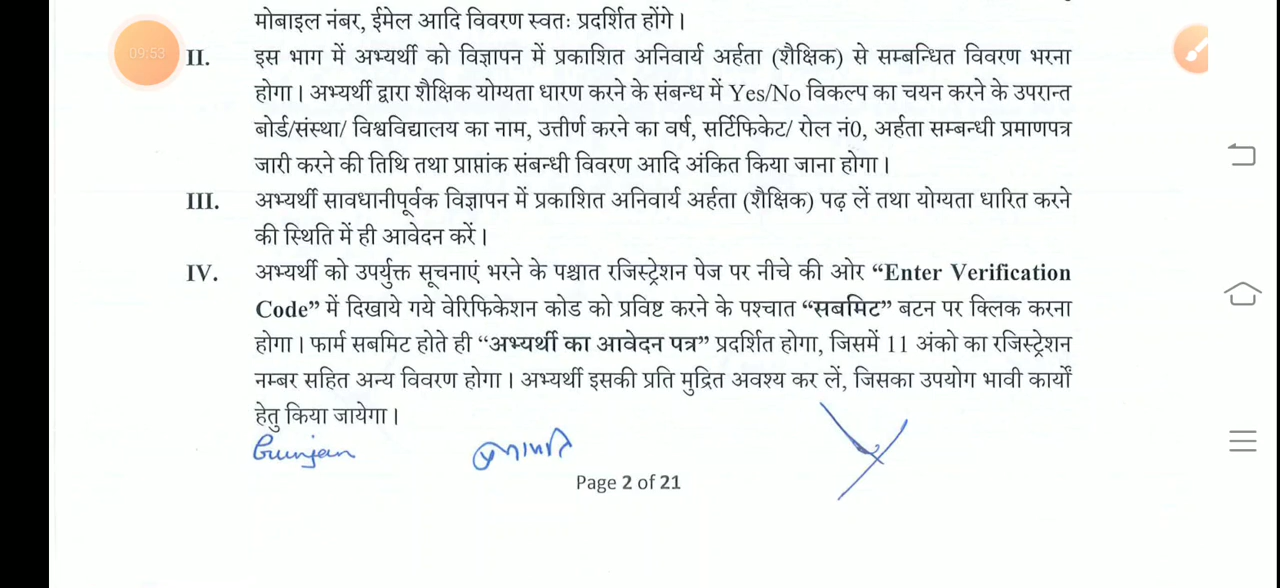 मोबाइल नंबर, ईमेल आदि विवरण स्वतः प्रदर्शित होंगे।
09:53
II. इस भाग में अभ्यर्थी को विज्ञापन में प्रकाशित अनिवार्य अर्हता (शैक्षिक) से सम्बन्धित विवरण भरना
होगा। अभ्यर्थी द्वारा शैक्षिक योग्यता धारण करने के संबन्ध में Yes/No विकल्प का चयन करने के उपरान्त
बोर्ड/संस्था/ विश्वविद्यालय का नाम, उत्तीर्ण करने का वर्ष, सर्टिफिकेट/ रोल नं0, अर्हता सम्बन्धी प्रमाणपत्र
जारी करने की तिथि तथा प्राप्तांक संबन्धी विवरण आदि अंकित किया जाना होगा।
III. अभ्यर्थी सावधानीपूर्वक विज्ञापन में प्रकाशित अनिवार्य अर्हता (शैक्षिक) पढ़ लें तथा योग्यता धारित करने
की स्थिति में ही आवेदन करें।
IV. अभ्यर्थी को उपर्युक्त सूचनाएं भरने के पश्चात रजिस्ट्रेशन पेज पर नीचे की ओर “Enter Verification
Code” में दिखाये गये वेरिफिकेशन कोड को प्रविष्ट करने के पश्चात “सबमिट” बटन पर क्लिक करना
होगा। फार्म सबमिट होते ही “अभ्यर्थी का आवेदन पत्र” प्रदर्शित होगा, जिसमें 11 अंको का रजिस्ट्रेशन
नम्बर सहित अन्य विवरण होगा। अभ्यर्थी इसकी प्रति मुद्रित अवश्य कर लें, जिसका उपयोग भावी कार्यों
हेतु किया जायेगा।
Gunjan
Page 2 of 21